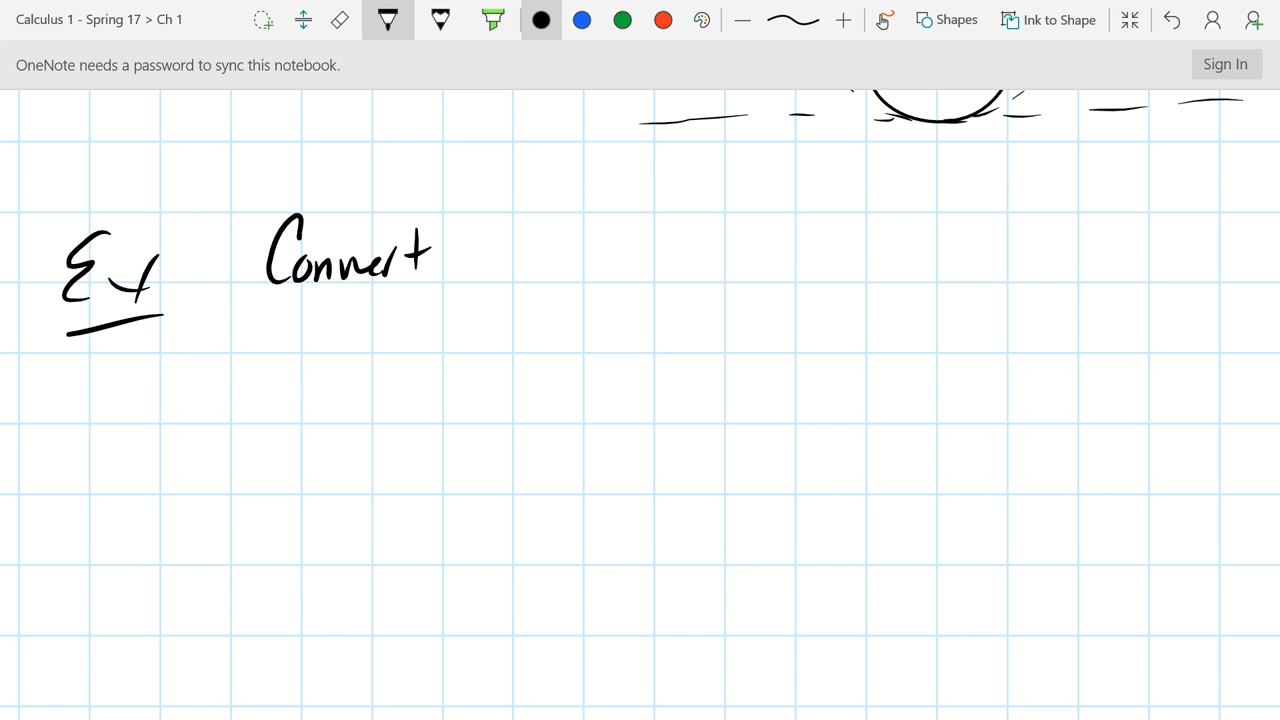 Calculus 1 - Spring 17 > Ch 1 Shapes Ink to Shape
OneNote needs a password to sync this notebook. Sign In
Ex Convert